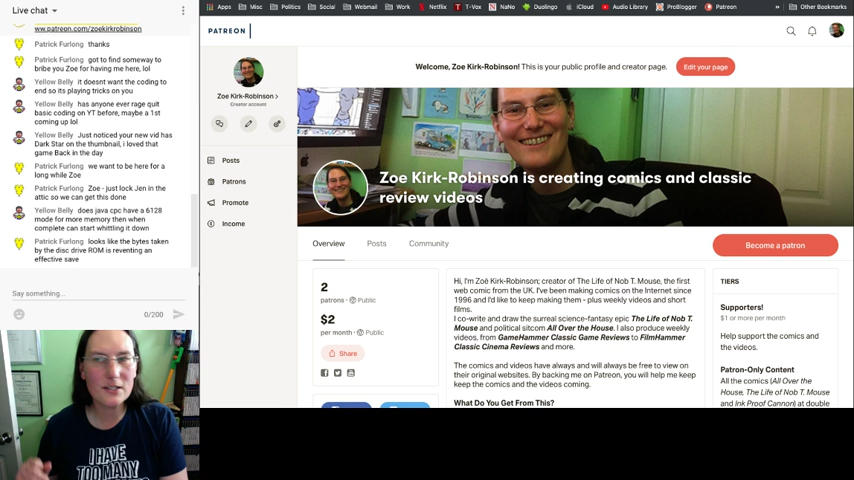 Live chat
ww.patreon.com/zoekirkrobinson
Patrick Furlong thanks
Patrick Furlong got to find someway to
bribe you Zoe for having me here, lol
Yellow Belly it doesnt want the coding to
end so its playing tricks on you
Yellow Belly has anyone ever rage quit
basic coding on YT before, maybe a 1st
coming up lol
Yellow Belly Just noticed your new vid has
Dark Star on the thumbnail, i loved that
game Back in the day
Patrick Furlong we want to be here for a
long while Zoe
Patrick Furlong Zoe - just lock Jen in the
attic so we can get this done
Yellow Belly does java cpc have a 6128
mode for more memory then when
complete can start whittling it down
Patrick Furlong looks like the bytes taken
by the disc drive ROM is reventing an
effective save
Say something...
0/200
I HAVE
TOO MANY
Apps Misc Politics Social Webmail Work Netflix T-Vox NaNo Duolingo iCloud Audio Library ProBlogger Patreon » Other Bookmarks
PATREON
Zoe Kirk-Robinson >
Creator account
Posts
Patrons
Promote
Income
Welcome, Zoe Kirk-Robinson! This is your public profile and creator page. Edit your page
Zoe Kirk-Robinson is creating comics and classic
review videos
Overview Posts Community
Become a patron
2
patrons · Public
$2
per month · Public
Share
Hi, I'm Zoë Kirk-Robinson; creator of The Life of Nob T. Mouse, the first
web comic from the UK. I've been making comics on the Internet since
1996 and I'd like to keep making them - plus weekly videos and short
films.
I co-write and draw the surreal science-fantasy epic The Life of Nob T.
Mouse and political sitcom All Over the House. I also produce weekly
videos, from GameHammer Classic Game Reviews to FilmHammer
Classic Cinema Reviews and more.
The comics and videos have always and will always be free to view on
their original websites. By backing me on Patreon, you will help me keep
keep the comics and the videos coming.
What Do You Get From This?
TIERS
Supporters!
$1 or more per month
Help support the comics and
the videos.
Patron-Only Content
All the comics (All Over the
House, The Life of Nob T. Mouse
and Ink Proof Cannon) at double